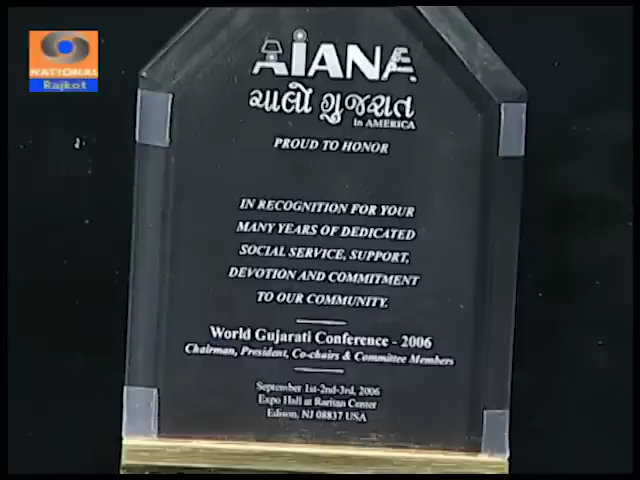 NATIONAL
Rajkot
AIANA
ચાલો ગુજરાત
In AMERICA
PROUD TO HONOR
IN RECOGNITION FOR YOUR
MANY YEARS OF DEDICATED
SOCIAL SERVICE, SUPPORT,
DEVOTION AND COMMITMENT
TO OUR COMMUNITY.
World Gujarati Conference - 2006
Chairman, President, Co-chairs & Committee Members
September 1st-2nd-3rd, 2006
Expo Hall at Raritan Center
Edison, NJ 08837 USA